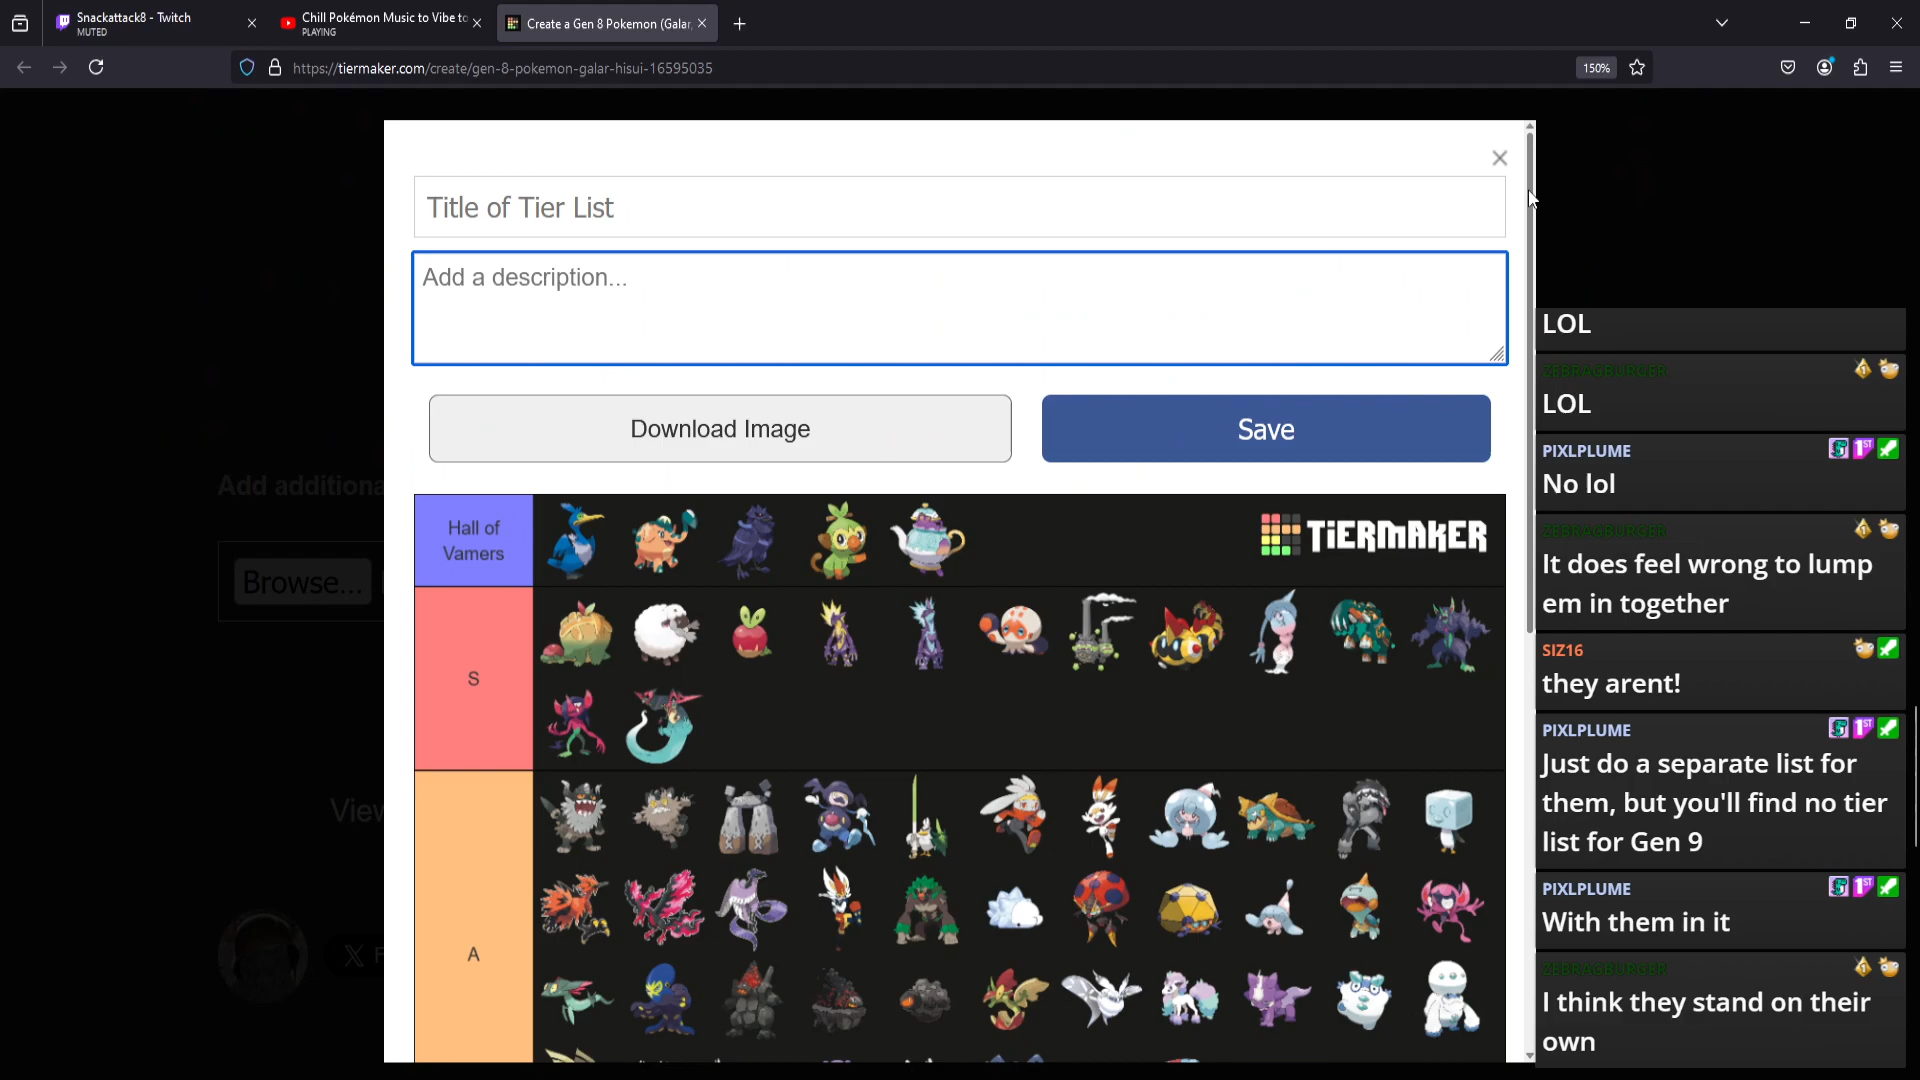 Snackattack8 - Twitch
MUTED
Chill Pokémon Music to Vibe to
PLAYING
Create a Gen 8 Pokemon (Galar,
https://tiermaker.com/create/gen-8-pokemon-galar-hisui-16595035
150%
Title of Tier List
Add a description...
Download Image
Save
Add additiona
Browse...
View
Hall of
Vamers
TiERMAKER
S
A
LOL
ZEBRAGBURGER
LOL
PIXLPLUME
No lol
ZEBRAGBURGER
It does feel wrong to lump
em in together
SIZ16
they arent!
PIXLPLUME
Just do a separate list for
them, but you'll find no tier
list for Gen 9
PIXLPLUME
With them in it
ZEBRAGBURGER
I think they stand on their
own